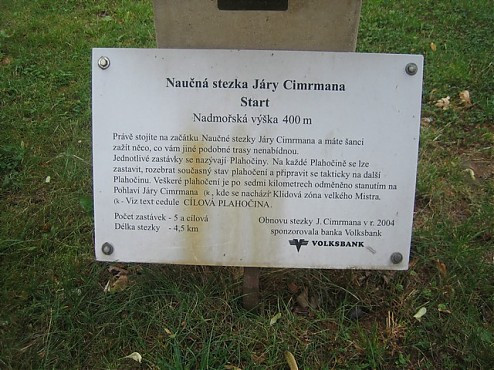 Naučná stezka Járy Cimrmana
Start
Nadmořská výška 400 m
Právě stojíte na začátku Naučné stezky Járy Cimrmana a máte šanci
zažít něco, co vám jiné podobné trasy nenabídnou.
Jednotlivé zastávky se nazývají Plahočiny. Na každé Plahočině se lze
zastavit, rozebrat současný stav plahočení a připravit se takticky na další
Plahočinu. Veškeré plahočení je po sedmi kilometrech odměněno stanutím na
Pohlaví Járy Cimrmana (k, kde se nachází Klidová zóna velkého Mistra.
(k - Viz text cedule CÍLOVÁ PLAHOČINA.
Počet zastávek - 5 a cílová
Délka stezky - 4,5 km
Obnovu stezky J. Cimrmana v r. 2004
sponzorovala banka Volksbank
VOLKSBANK